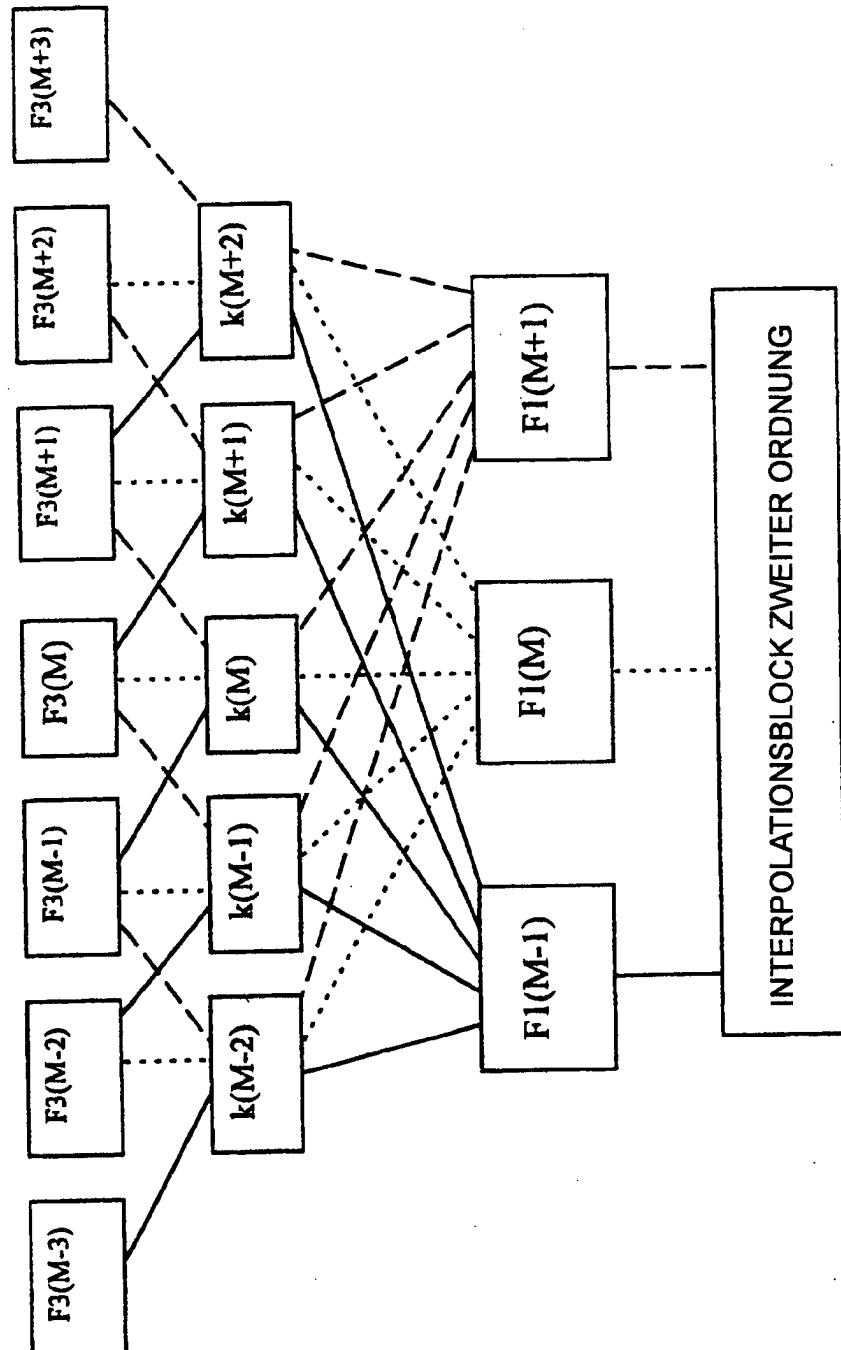 F3(M-3)
F3(M-2)
F3(M-1)
F3(M)
F3(M+1)
F3(M+2)
F3(M+3)
k(M-2)
k(M-1)
k(M)
k(M+1)
k(M+2)
F1(M-1)
F1(M)
F1(M+1)
INTERPOLATIONSBLOCK ZWEITER ORDNUNG